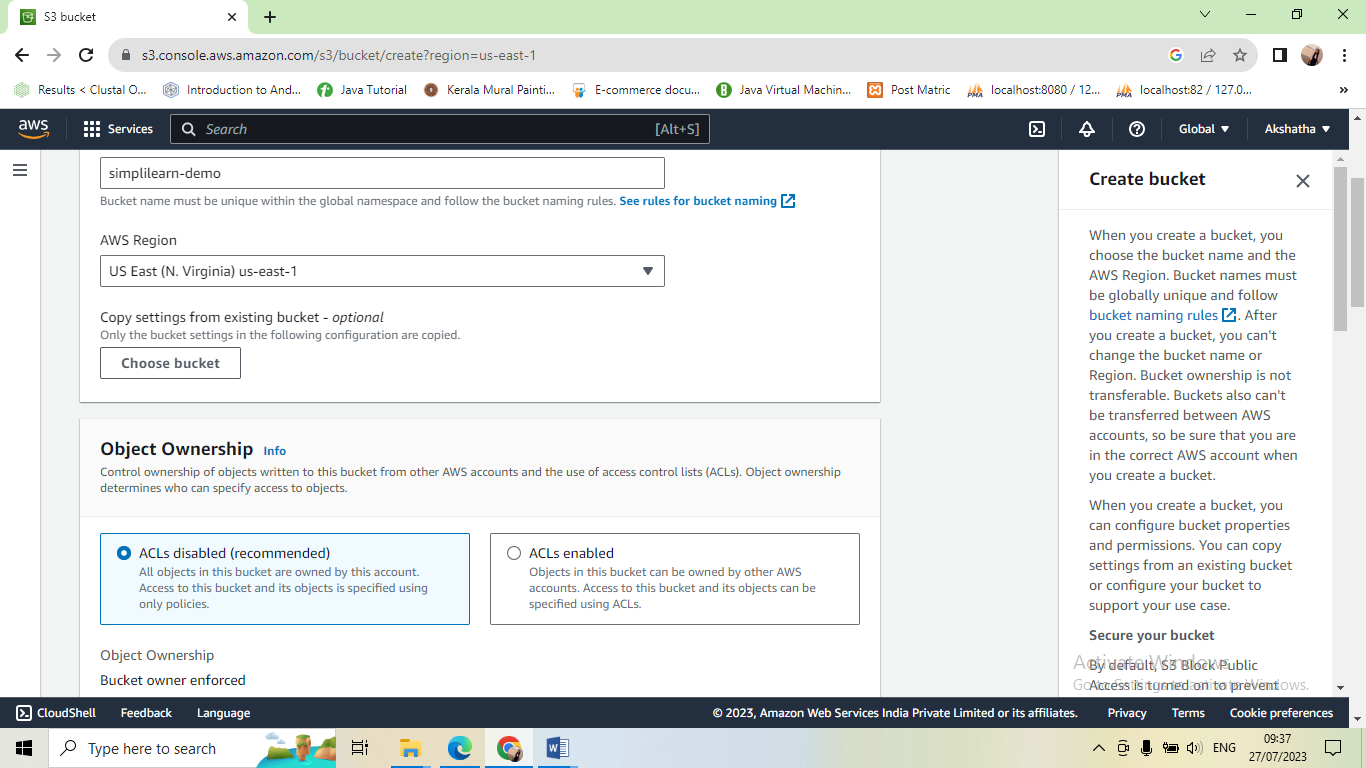 S3 bucket
s3.console.aws.amazon.com/s3/bucket/create?region=us-east-1
Results < Clustal O...
Introduction to And...
Java Tutorial
Kerala Mural Painti...
E-commerce docu...
Java Virtual Machin...
Post Matric
localhost:8080 / 12...
localhost:82 / 127.0...
»
aws
Services
Search
[Alt+S]
Global
Akshatha
simplilearn-demo
Bucket name must be unique within the global namespace and follow the bucket naming rules. See rules for bucket naming
AWS Region
US East (N. Virginia) us-east-1
Copy settings from existing bucket - optional
Only the bucket settings in the following configuration are copied.
Choose bucket
Object Ownership Info
Control ownership of objects written to this bucket from other AWS accounts and the use of access control lists (ACLs). Object ownership
determines who can specify access to objects.
ACLs disabled (recommended)
All objects in this bucket are owned by this account.
Access to this bucket and its objects is specified using
only policies.
ACLs enabled
Objects in this bucket can be owned by other AWS
accounts. Access to this bucket and its objects can be
specified using ACLs.
Object Ownership
Bucket owner enforced
Create bucket
When you create a bucket, you
choose the bucket name and the
AWS Region. Bucket names must
be globally unique and follow
bucket naming rules. After
you create a bucket, you can't
change the bucket name or
Region. Bucket ownership is not
transferable. Buckets also can't
be transferred between AWS
accounts, so be sure that you are
in the correct AWS account when
you create a bucket.
When you create a bucket, you
can configure bucket properties
and permissions. You can copy
settings from an existing bucket
or configure your bucket to
support your use case.
Secure your bucket
By default, S3 Block Public
Access is turned on to prevent
Activate Windows
Go to Settings to activate Windows.
CloudShell
Feedback
Language
© 2023, Amazon Web Services India Private Limited or its affiliates.
Privacy
Terms
Cookie preferences
Type here to search
W
ENG
09:37
27/07/2023